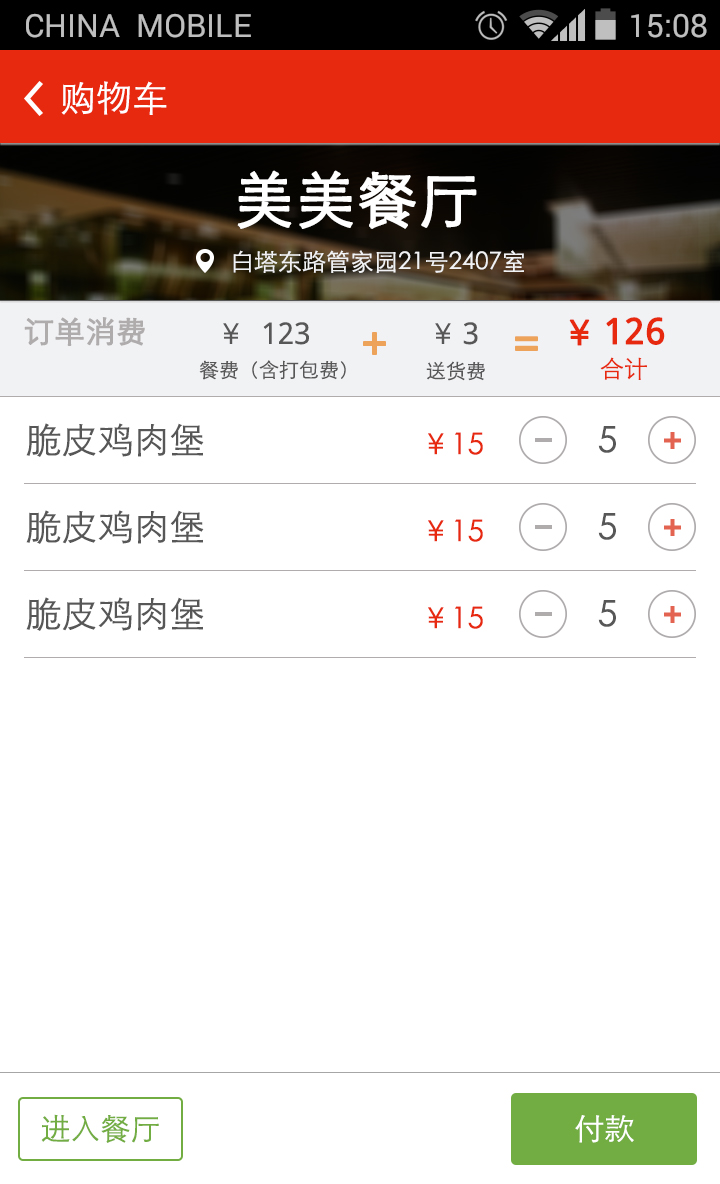 CHINA MOBILE 15:08
购物车
美美餐厅
白塔东路管家园21号2407室
订单消费 ¥ 123 + ¥ 3 = ¥ 126
餐费（含打包费） 送货费 合计
脆皮鸡肉堡 ¥ 15 − 5 +
脆皮鸡肉堡 ¥ 15 − 5 +
脆皮鸡肉堡 ¥ 15 − 5 +
进入餐厅 付款